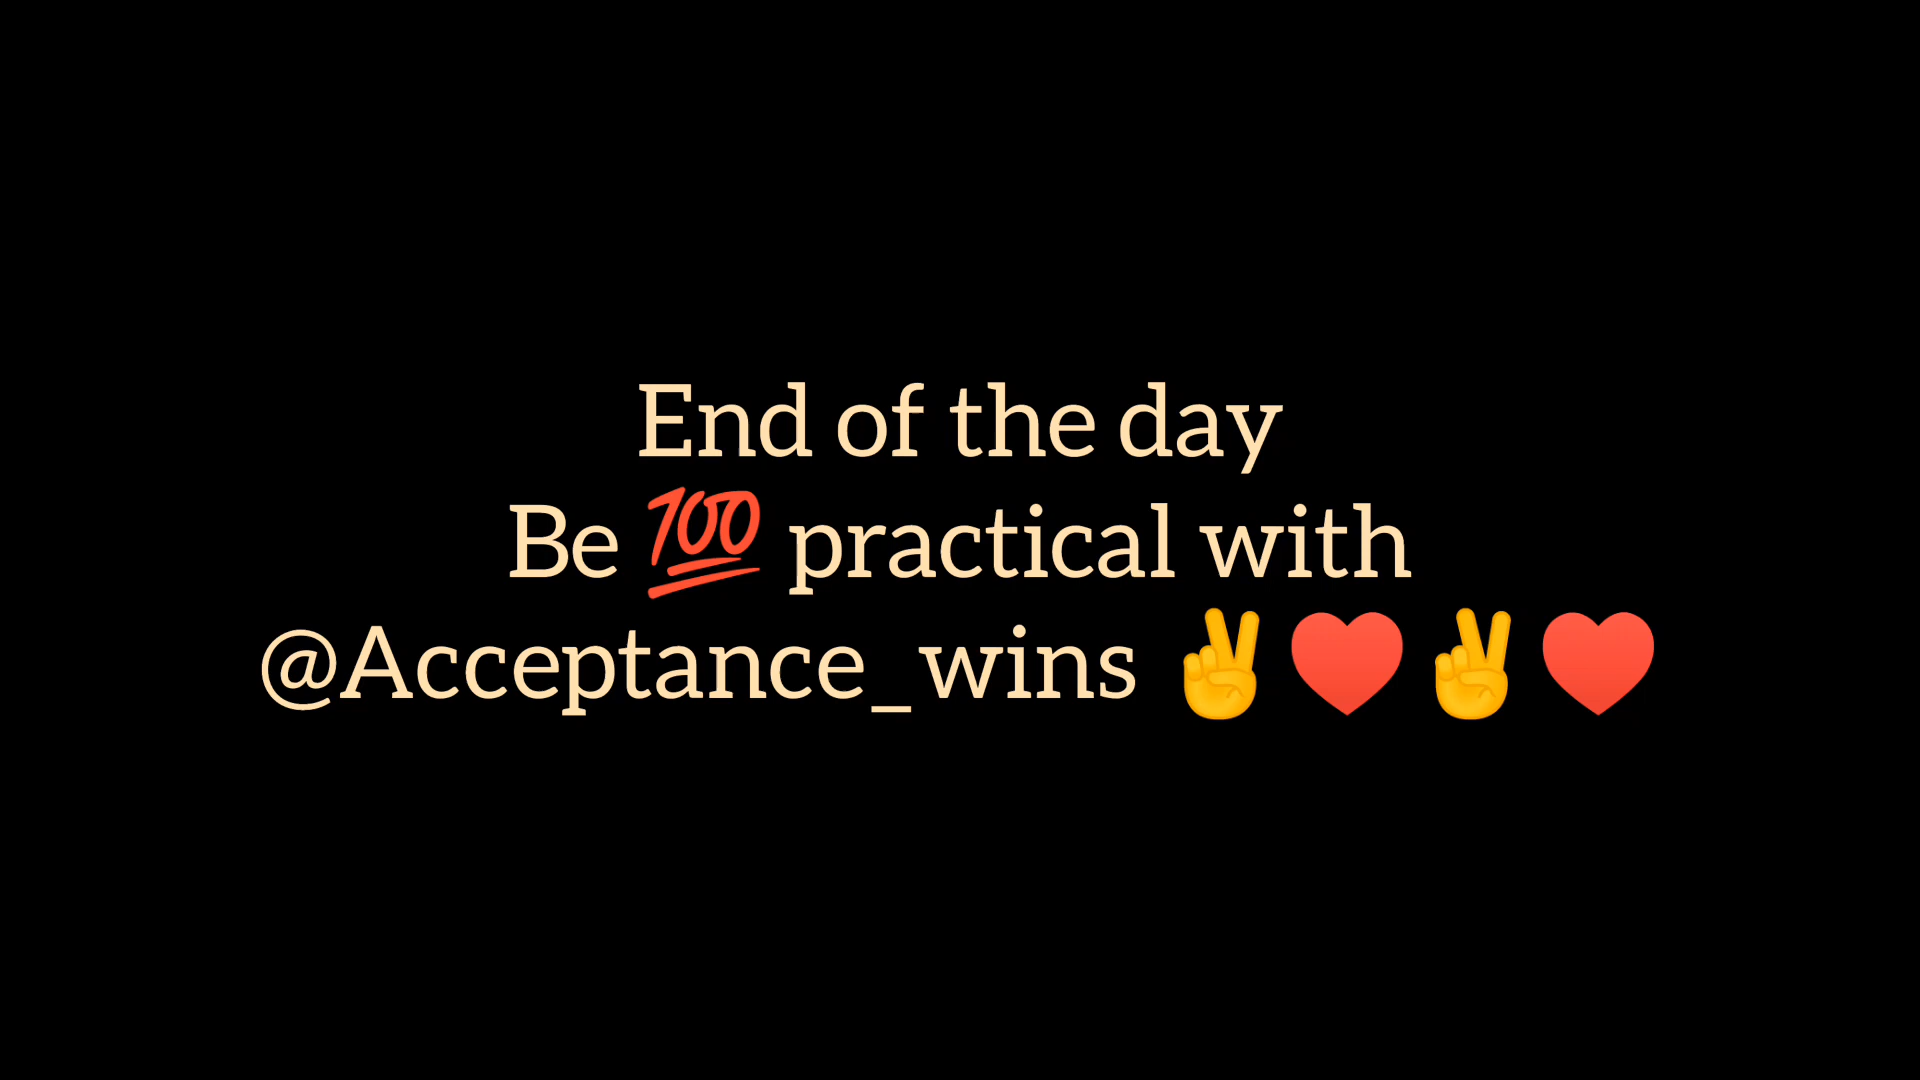 End of the day
Be 💯 practical with
@Acceptance_wins ✌️♥️✌️♥️